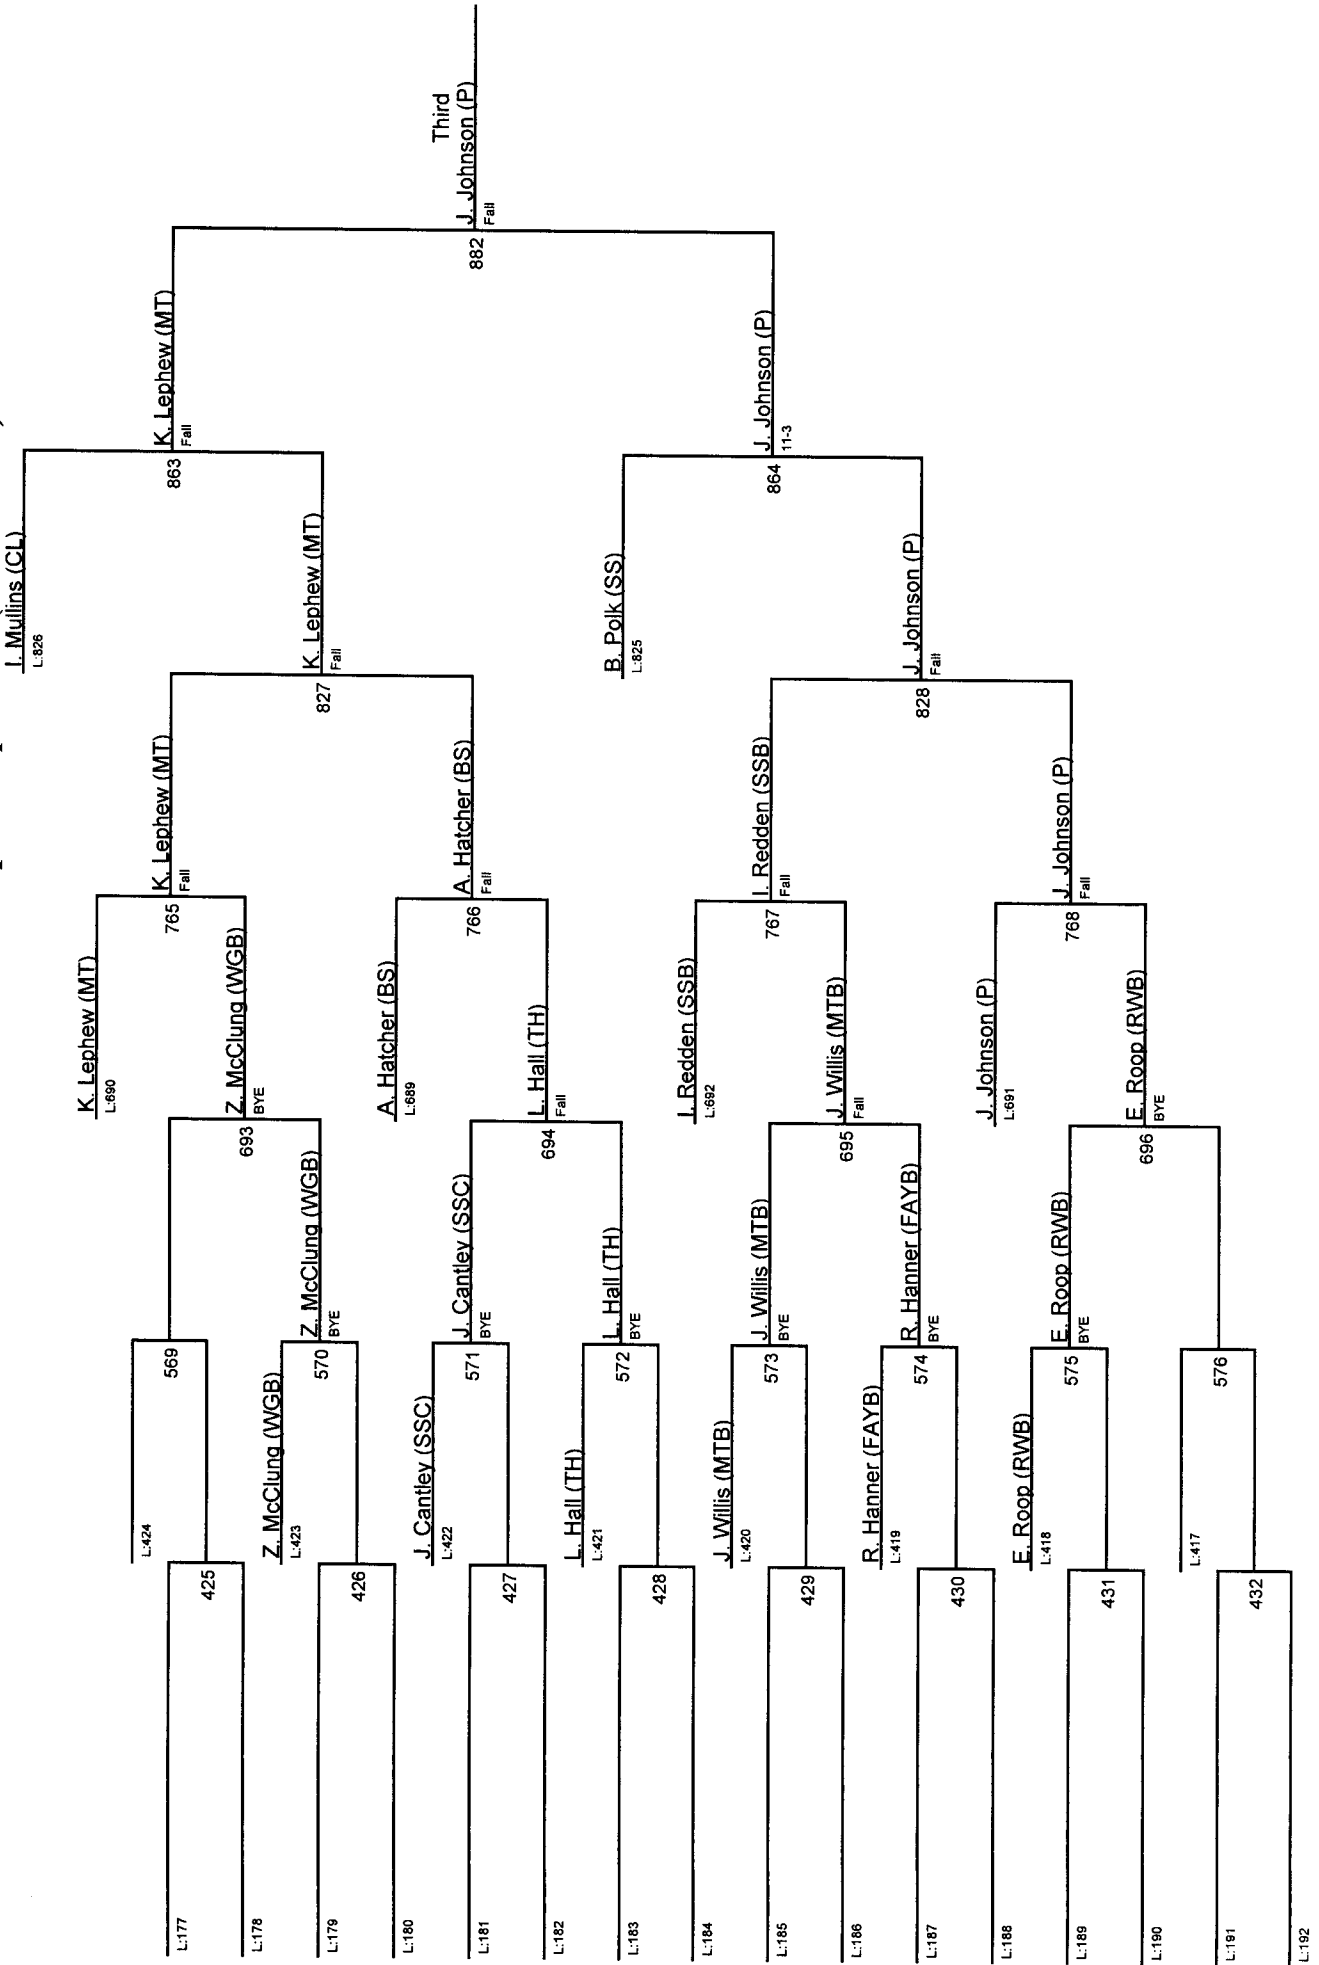 L:177
L:178
L:179
L:180
L:181
L:182
L:183
L:184
L:185
L:186
L:187
L:188
L:189
L:190
L:191
L:192
425
426
427
428
429
430
431
432
L:424
Z. McClung (WGB)
L:423
J. Cantley (SSC)
L:422
L. Hall (TH)
L:421
J. Willis (MTB)
L:420
R. Hanner (FAYB)
L:419
E. Roop (RWB)
L:418
L:417
569
570
571
572
573
574
575
576
Z. McClung (WGB)
BYE
J. Cantley (SSC)
BYE
L. Hall (TH)
BYE
J. Willis (MTB)
BYE
R. Hanner (FAYB)
BYE
E. Roop (RWB)
BYE
693
694
695
696
K. Lephew (MT)
L:690
Z. McClung (WGB)
BYE
A. Hatcher (BS)
L:689
L. Hall (TH)
Fall
I. Redden (SSB)
L:692
J. Willis (MTB)
Fall
J. Johnson (P)
L:691
E. Roop (RWB)
BYE
765
766
767
768
K. Lephew (MT)
Fall
A. Hatcher (BS)
Fall
I. Redden (SSB)
Fall
J. Johnson (P)
Fall
827
828
I. Mullins (CL)
L:826
K. Lephew (MT)
Fall
B. Polk (SS)
L:825
J. Johnson (P)
Fall
863
864
K. Lephew (MT)
Fall
J. Johnson (P)
11-3
882
Third
J. Johnson (P)
Fall